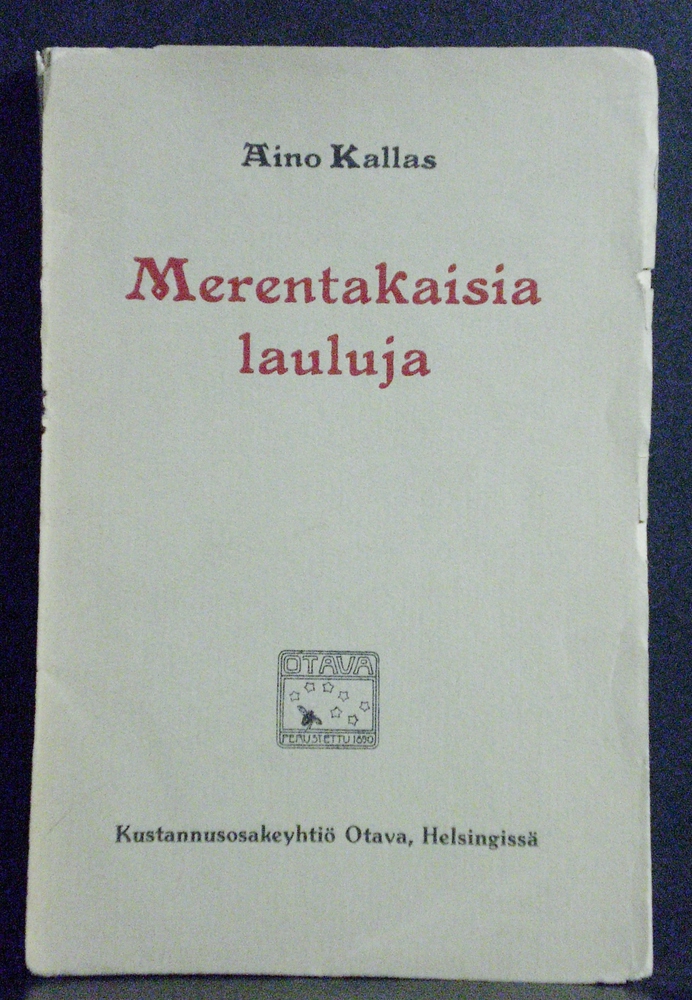 Aino Kallas
Merentakaisia
lauluja
OTAVA
PERUSTETTU 1890
Kustannusosakeyhtiö Otava, Helsingissä